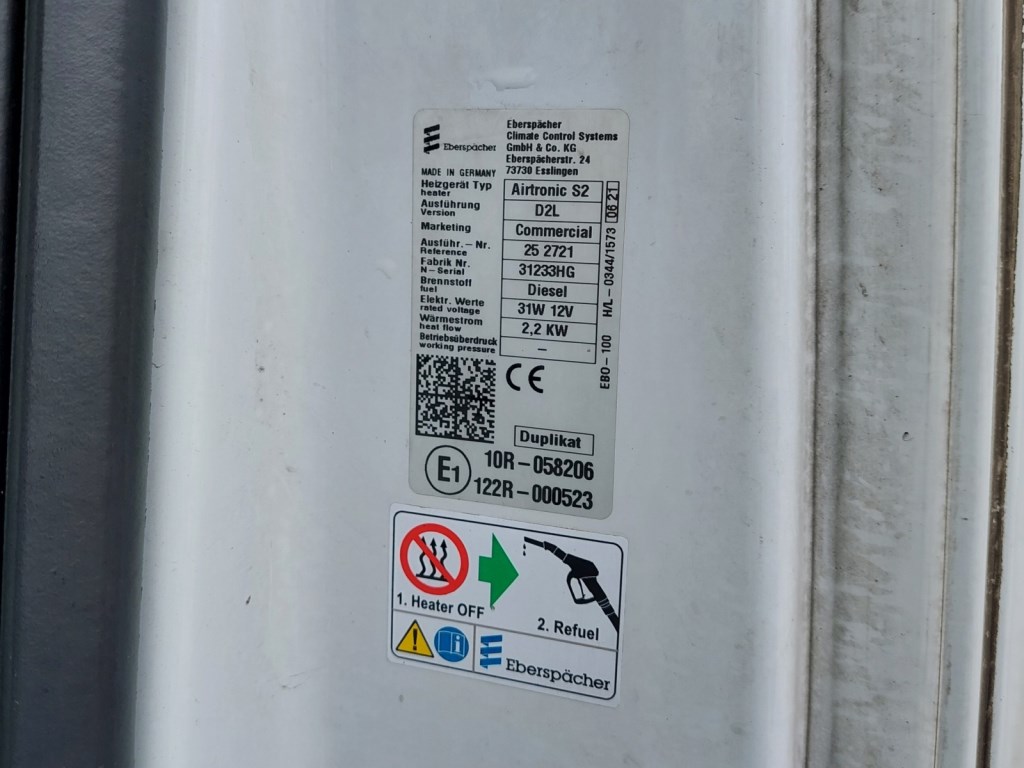 Eberspächer
Eberspächer
Climate Control Systems
GmbH & Co. KG
Eberspächerstr. 24
73730 Esslingen
MADE IN GERMANY
Heizgerät Typ
heater
Airtronic S2
Ausführung
Version
D2L
Marketing
Commercial
Ausführ.-Nr.
Reference
25 2721
Fabrik Nr.
N-Serial
31233HG
Brennstoff
fuel
Diesel
Elektr. Werte
rated voltage
31W 12V
Wärmestrom
heat flow
2,2 KW
Betriebsüberdruck
working pressure
–
EBO-100 H/L-0344/1573 06 21
CE
Duplikat
E1
10R-058206
122R-000523
1. Heater OFF
2. Refuel
Eberspächer